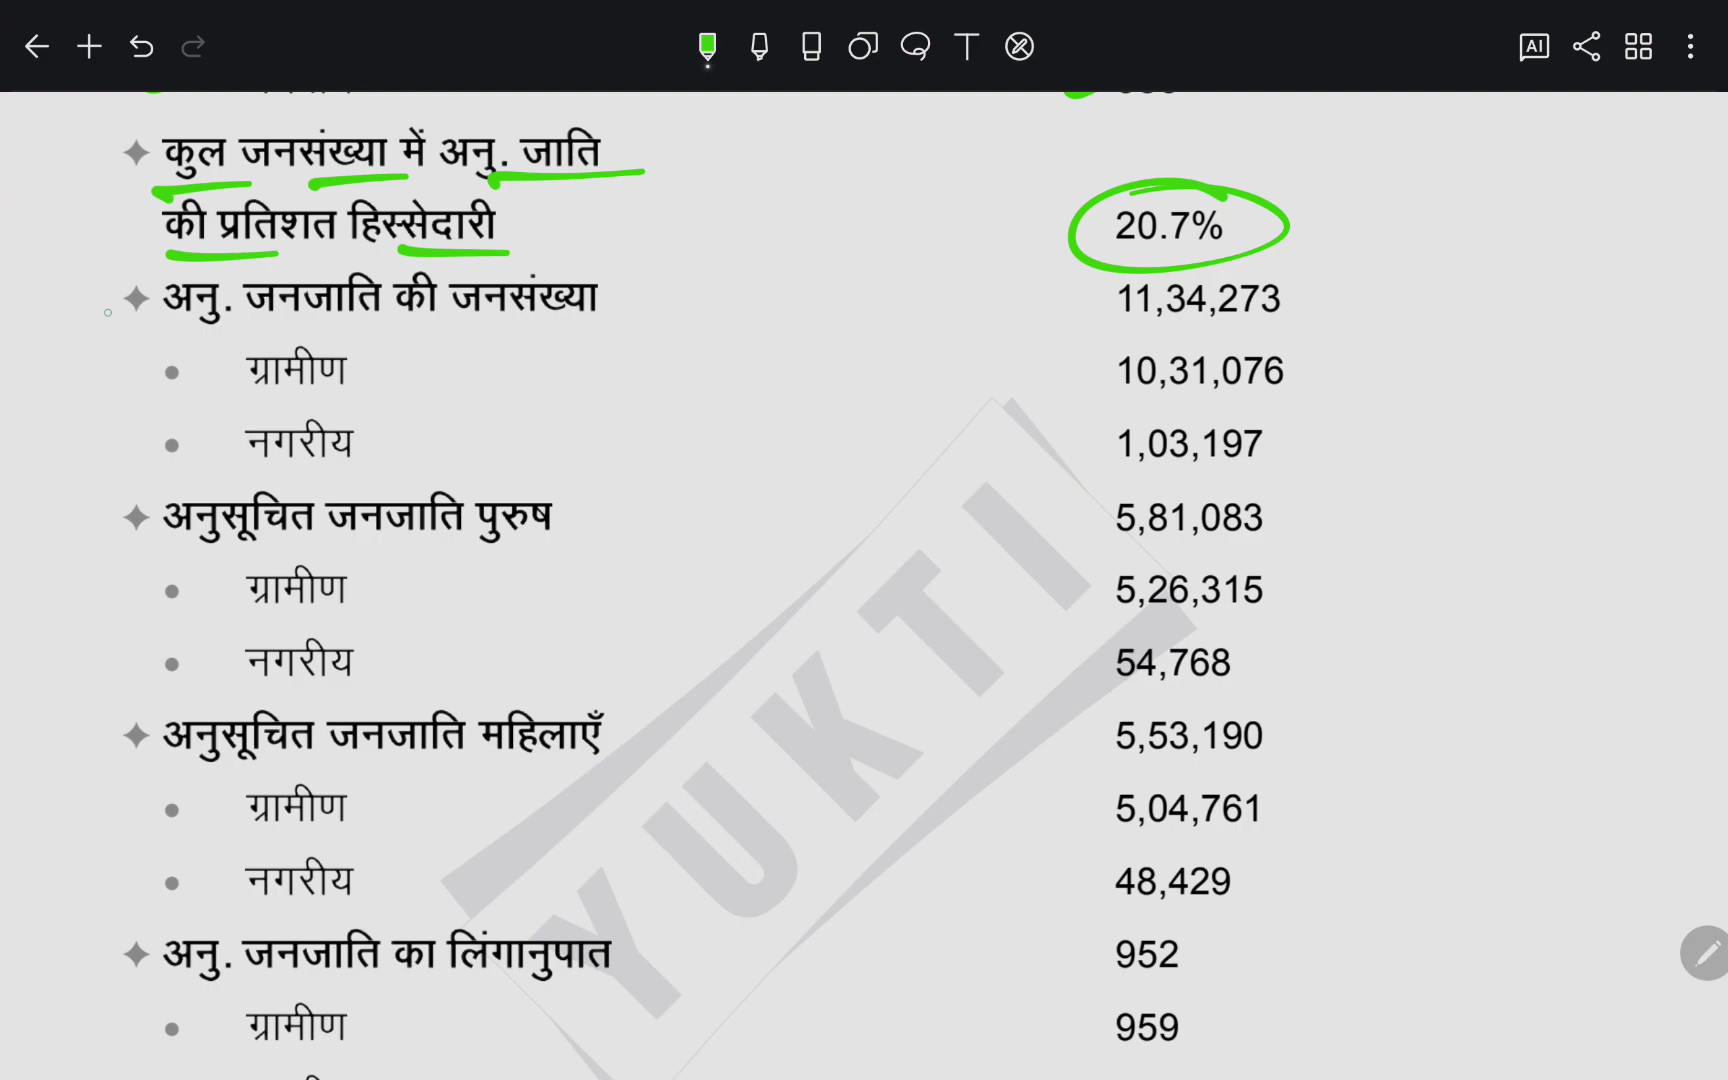 AI
कुल जनसंख्या में अनु. जाति
की प्रतिशत हिस्सेदारी 20.7%
अनु. जनजाति की जनसंख्या 11,34,273
ग्रामीण 10,31,076
नगरीय 1,03,197
अनुसूचित जनजाति पुरुष 5,81,083
ग्रामीण 5,26,315
नगरीय 54,768
अनुसूचित जनजाति महिलाएँ 5,53,190
ग्रामीण 5,04,761
नगरीय 48,429
अनु. जनजाति का लिंगानुपात 952
ग्रामीण 959
YUKTI